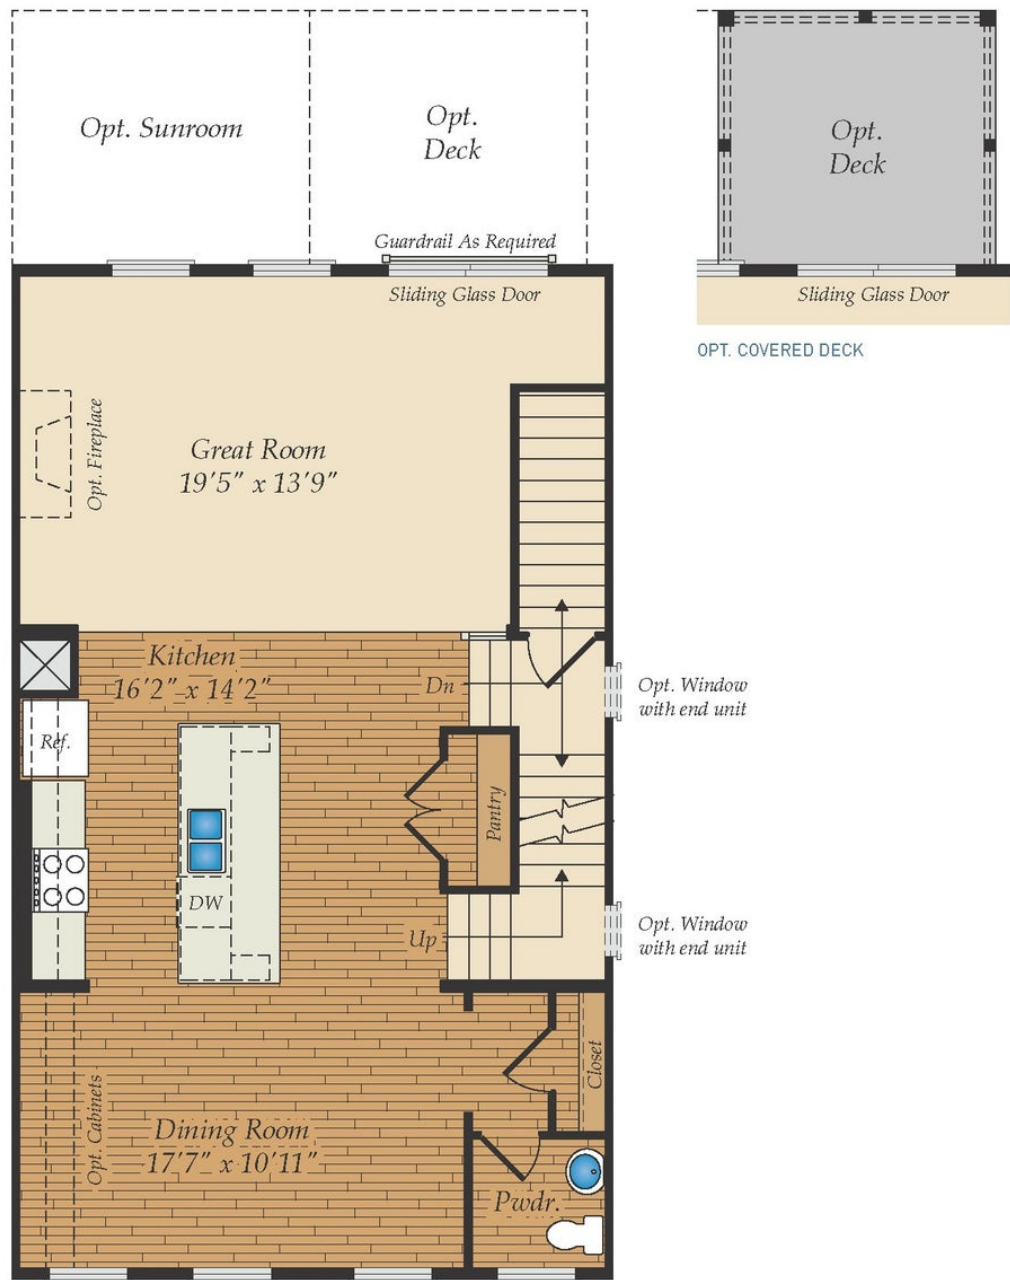 Opt. Sunroom
Opt.
Deck
Guardrail As Required
Sliding Glass Door
Opt.
Deck
Sliding Glass Door
OPT. COVERED DECK
Opt. Fireplace
Great Room
19'5" x 13'9"
Kitchen
16'2" x 14'2"
Dn
Opt. Window
with end unit
Ref.
Pantry
DW
Up
Opt. Window
with end unit
Closet
Opt. Cabinets
Dining Room
17'7" x 10'11"
Pwdr.